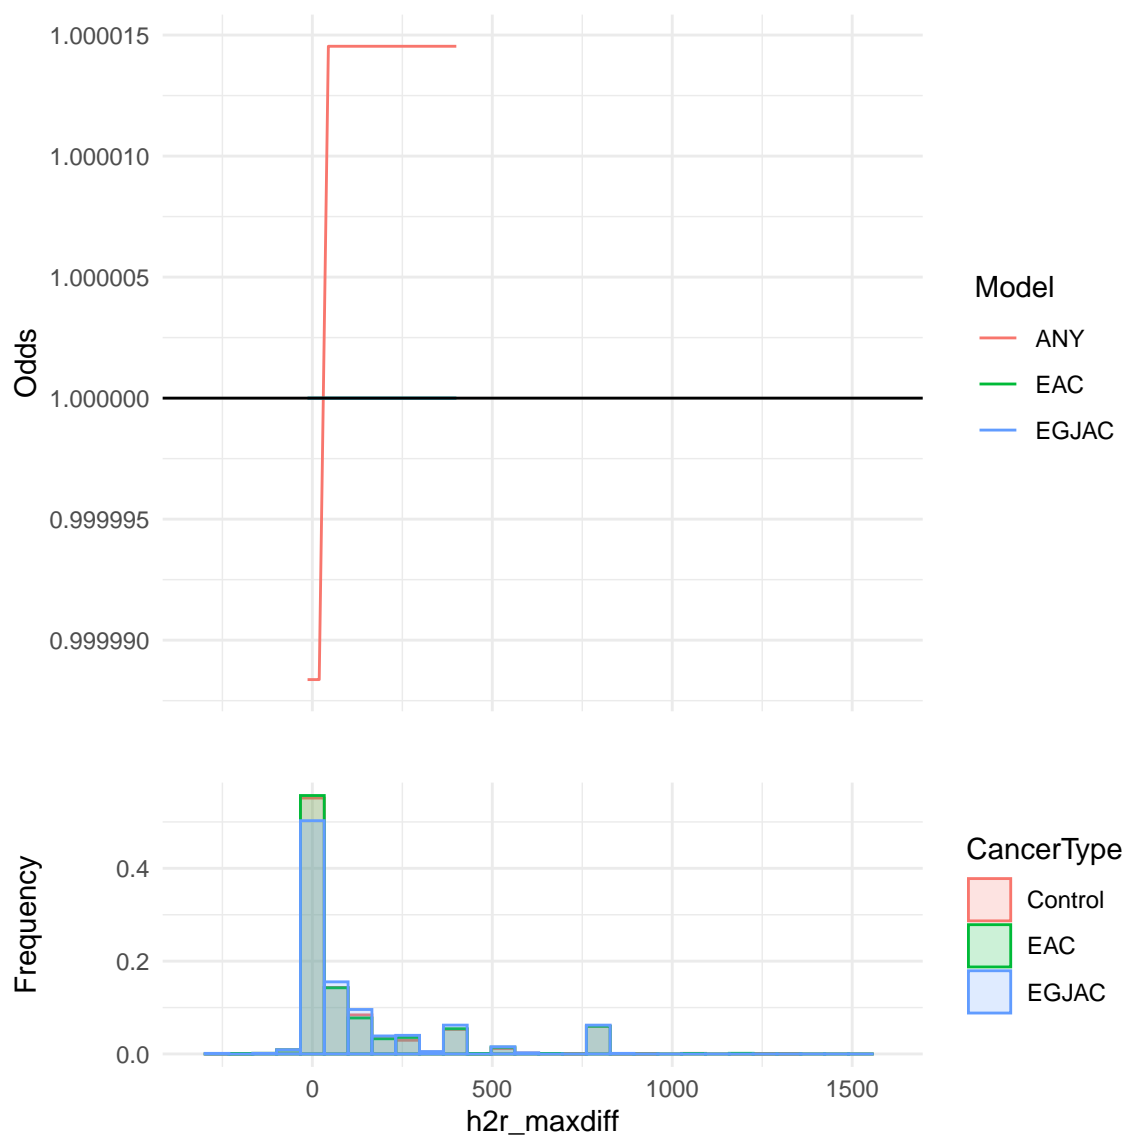 1.000015
1.000010
1.000005
1.000000
0.999995
0.999990
Odds
Model
ANY
EAC
EGJAC
0.4
0.2
0.0
Frequency
0
500
1000
1500
h2r_maxdiff
CancerType
Control
EAC
EGJAC